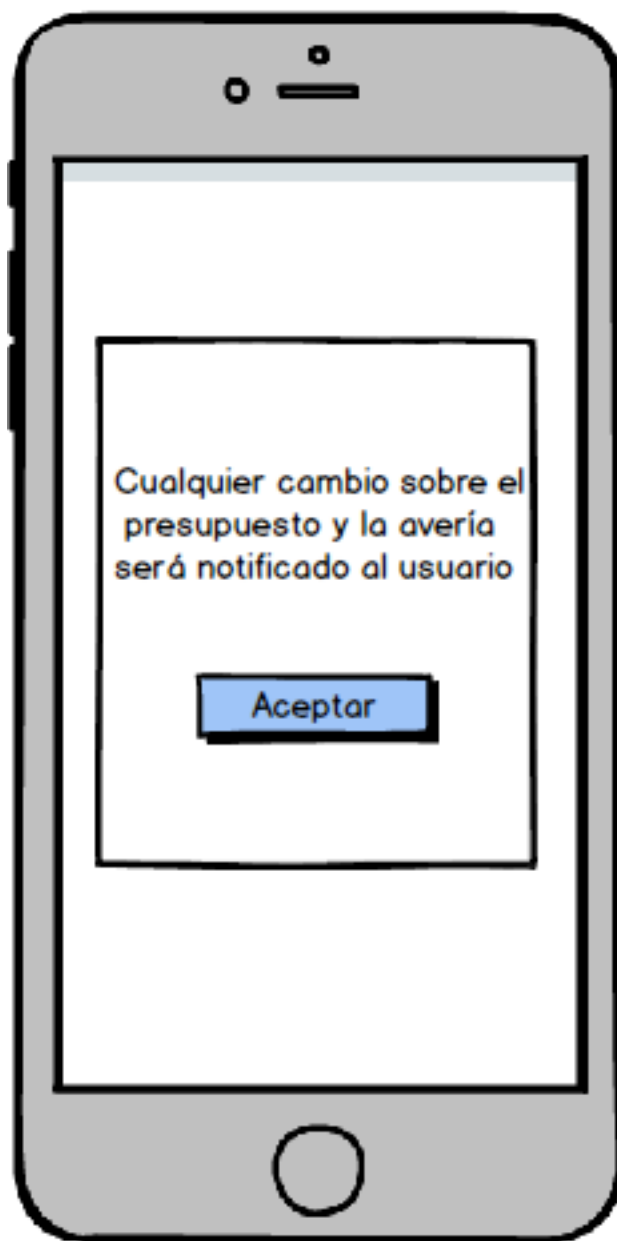 Cualquier cambio sobre el
presupuesto y la avería
será notificado al usuario
Aceptar